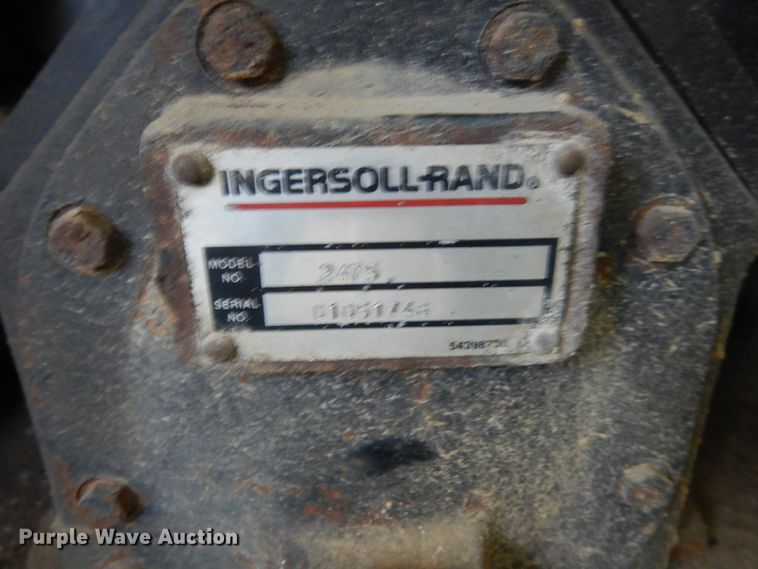 INGERSOLL-RAND®
MODEL NO. 2475
SERIAL NO.
Purple Wave Auction®